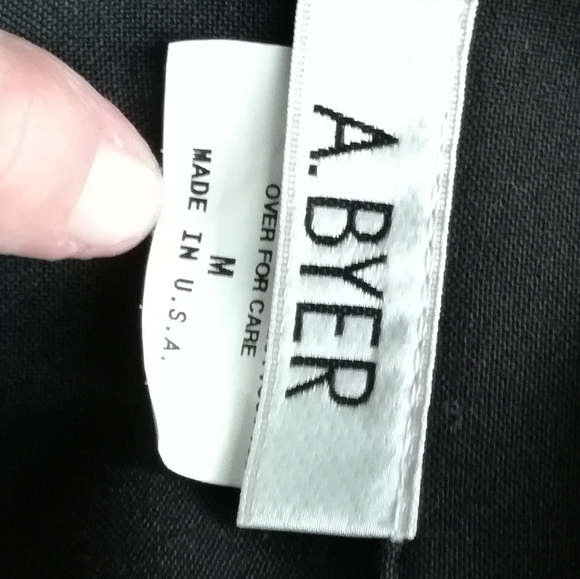 A. BYER
OVER FOR CARE
M
MADE IN U.S.A.